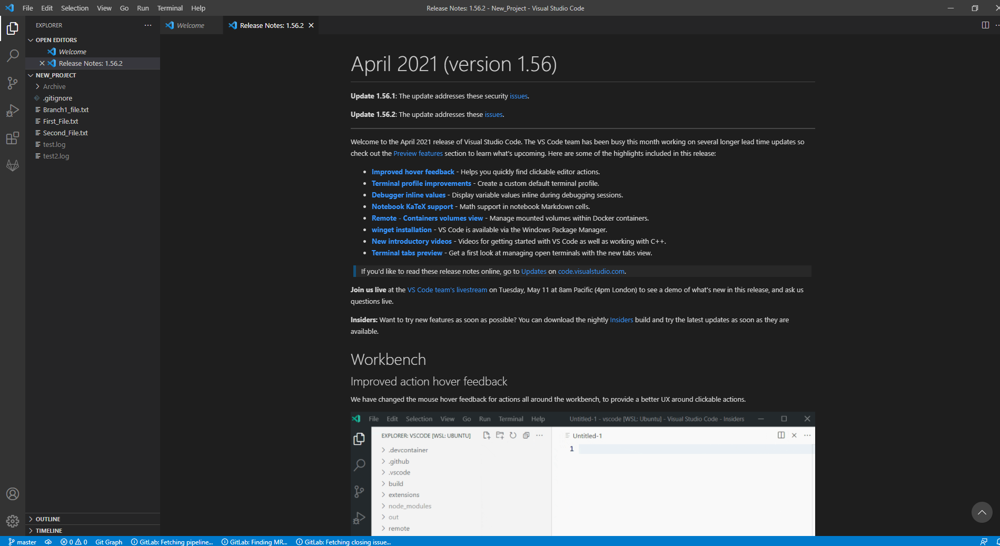 File Edit Selection View Go Run Terminal Help
Release Notes: 1.56.2 - New_Project - Visual Studio Code
EXPLORER
OPEN EDITORS
Welcome
Release Notes: 1.56.2
NEW_PROJECT
Archive
.gitignore
Branch1_file.txt
First_File.txt
Second_File.txt
test.log
test2.log
OUTLINE
TIMELINE
Welcome
Release Notes: 1.56.2
April 2021 (version 1.56)
Update 1.56.1: The update addresses these security issues.
Update 1.56.2: The update addresses these issues.
Welcome to the April 2021 release of Visual Studio Code. The VS Code team has been busy this month working on several longer lead time updates so
check out the Preview features section to learn what's upcoming. Here are some of the highlights included in this release:
• Improved hover feedback - Helps you quickly find clickable editor actions.
• Terminal profile improvements - Create a custom default terminal profile.
• Debugger inline values - Display variable values inline during debugging sessions.
• Notebook KaTeX support - Math support in notebook Markdown cells.
• Remote - Containers volumes view - Manage mounted volumes within Docker containers.
• winget installation - VS Code is available via the Windows Package Manager.
• New introductory videos - Videos for getting started with VS Code as well as working with C++.
• Terminal tabs preview - Get a first look at managing open terminals with the new tabs view.
If you'd like to read these release notes online, go to Updates on code.visualstudio.com.
Join us live at the VS Code team's livestream on Tuesday, May 11 at 8am Pacific (4pm London) to see a demo of what's new in this release, and ask us
questions live.
Insiders: Want to try new features as soon as possible? You can download the nightly Insiders build and try the latest updates as soon as they are
available.
Workbench
Improved action hover feedback
We have changed the mouse hover feedback for actions all around the workbench, to provide a better UX around clickable actions.
File Edit Selection View Go Run Terminal Help
Untitled-1 - vscode [WSL: Ubuntu] - Visual Studio Code - Insiders
EXPLORER: VSCODE [WSL: UBUNTU]
.devcontainer
.github
.vscode
build
extensions
node_modules
out
remote
Untitled-1
1
master 0 0 Git Graph GitLab: Fetching pipeline... GitLab: Finding MR... GitLab: Fetching closing issue...